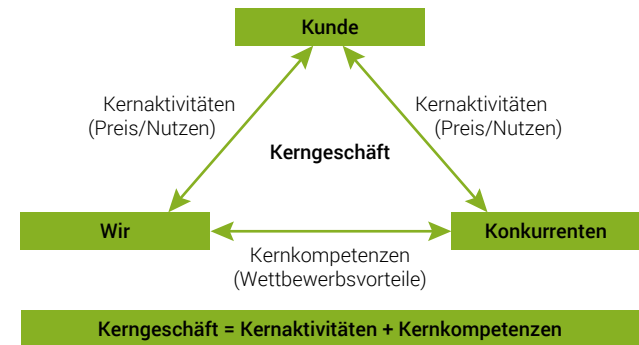 Kunde
Kernaktivitäten
(Preis/Nutzen)
Kernaktivitäten
(Preis/Nutzen)
Kerngeschäft
Wir
Konkurrenten
Kernkompetenzen
(Wettbewerbsvorteile)
Kerngeschäft = Kernaktivitäten + Kernkompetenzen